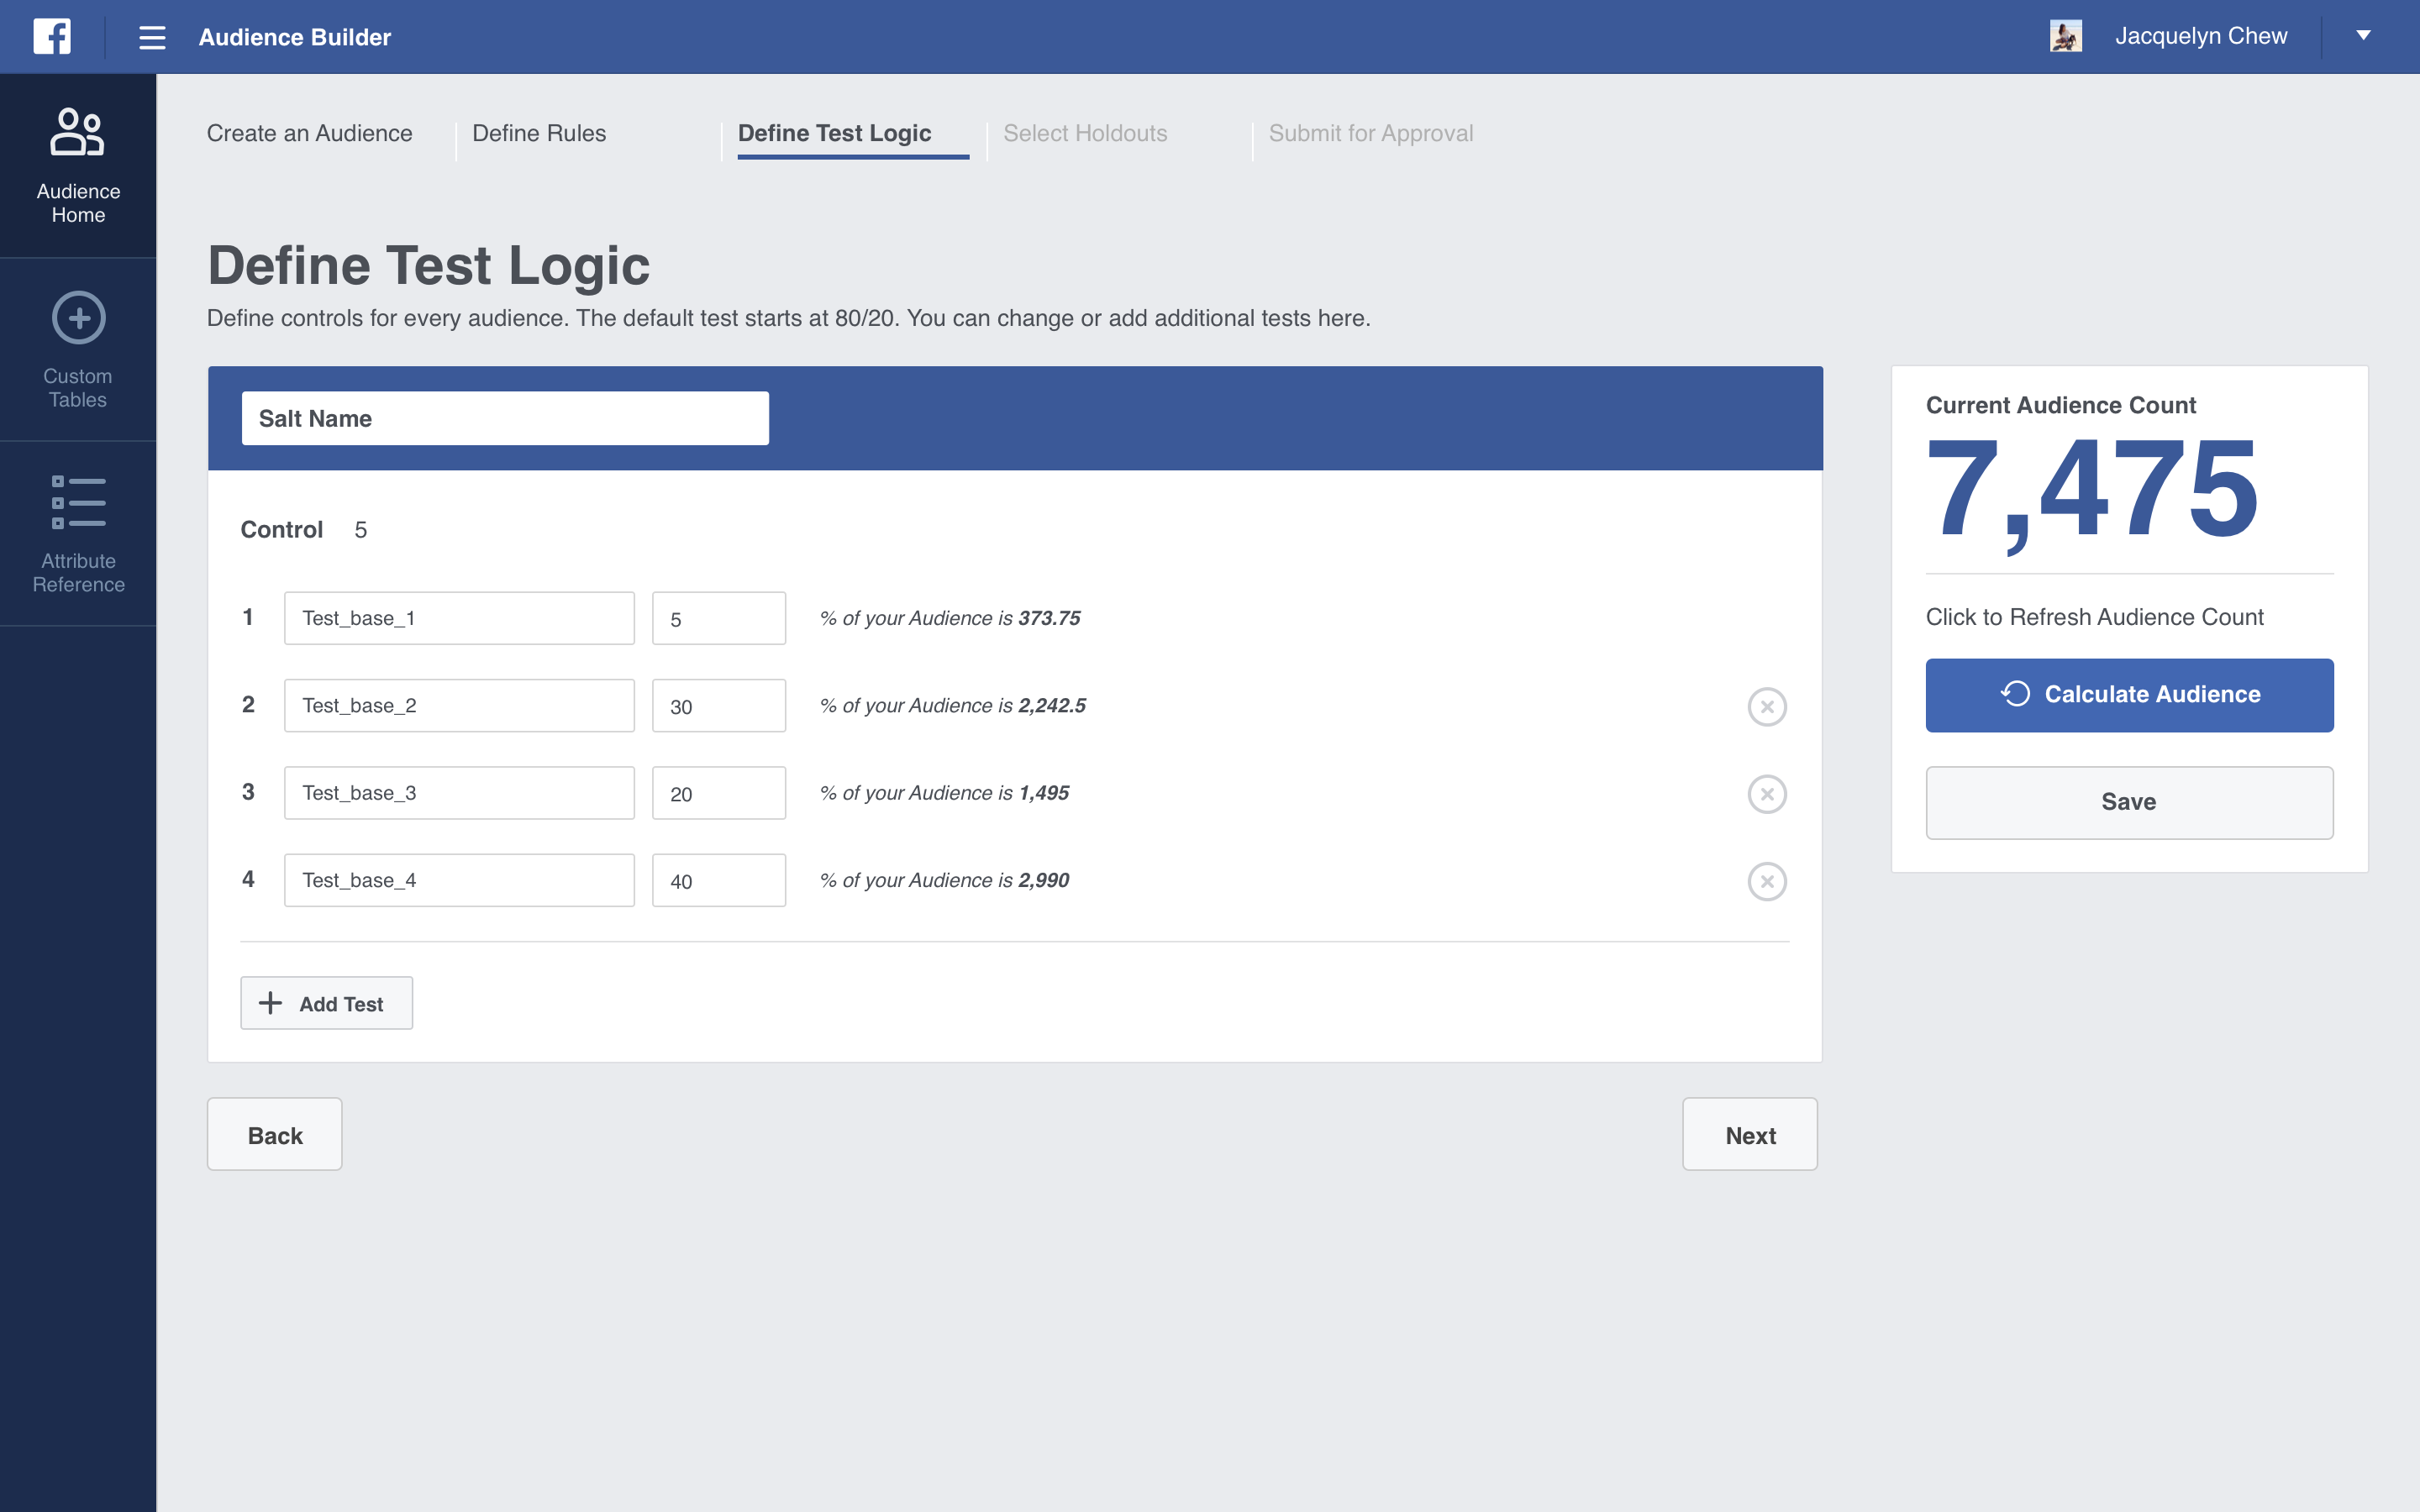 Audience Builder
Jacquelyn Chew
Audience
Home
Custom
Tables
Attribute
Reference
Create an Audience
Define Rules
Define Test Logic
Select Holdouts
Submit for Approval
Define Test Logic
Define controls for every audience. The default test starts at 80/20. You can change or add additional tests here.
Salt Name
Control 5
1 Test_base_1 5 % of your Audience is 373.75
2 Test_base_2 30 % of your Audience is 2,242.5
3 Test_base_3 20 % of your Audience is 1,495
4 Test_base_4 40 % of your Audience is 2,990
Add Test
Back
Next
Current Audience Count
7,475
Click to Refresh Audience Count
Calculate Audience
Save